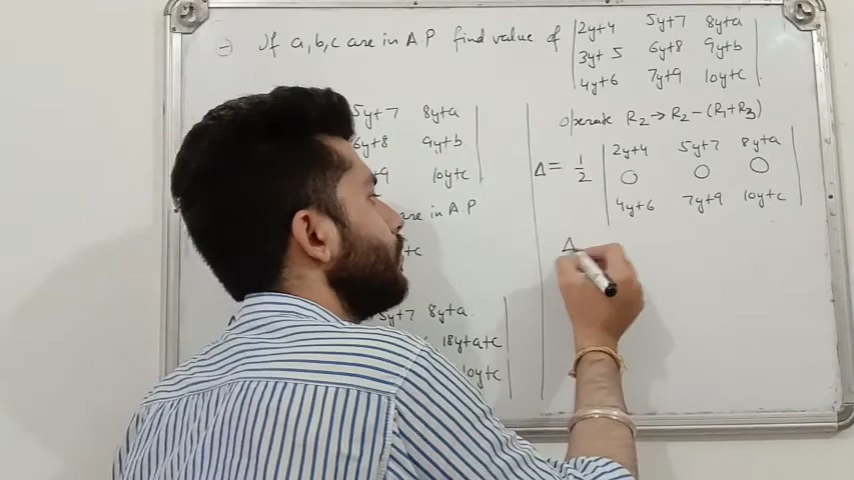 If a, b, c are in A.P find value of
2y+4 5y+7 8y+a
3y+5 6y+8 9y+b
4y+6 7y+9 10y+c
5y+7 8y+a
6y+8 9y+b
+9 10y+c
are in A.P
+c
5y+7 8y+a
18y+a+c
10y+c
operate R2 → R2 - (R1+R3)
Δ = 1/2
2y+4 5y+7 8y+a
0 0 0
4y+6 7y+9 10y+c
Δ